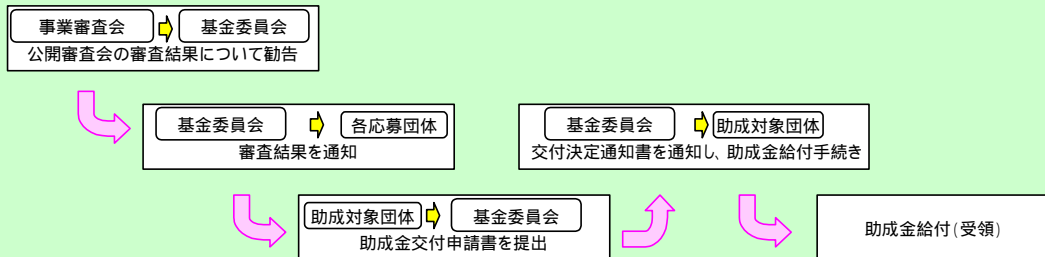 事業審査会 基金委員会
公開審査会の審査結果について勧告
基金委員会 各応募団体
審査結果を通知
基金委員会 助成対象団体
交付決定通知書を通知し、助成金給付手続き
助成対象団体 基金委員会
助成金交付申請書を提出
助成金給付(受領)